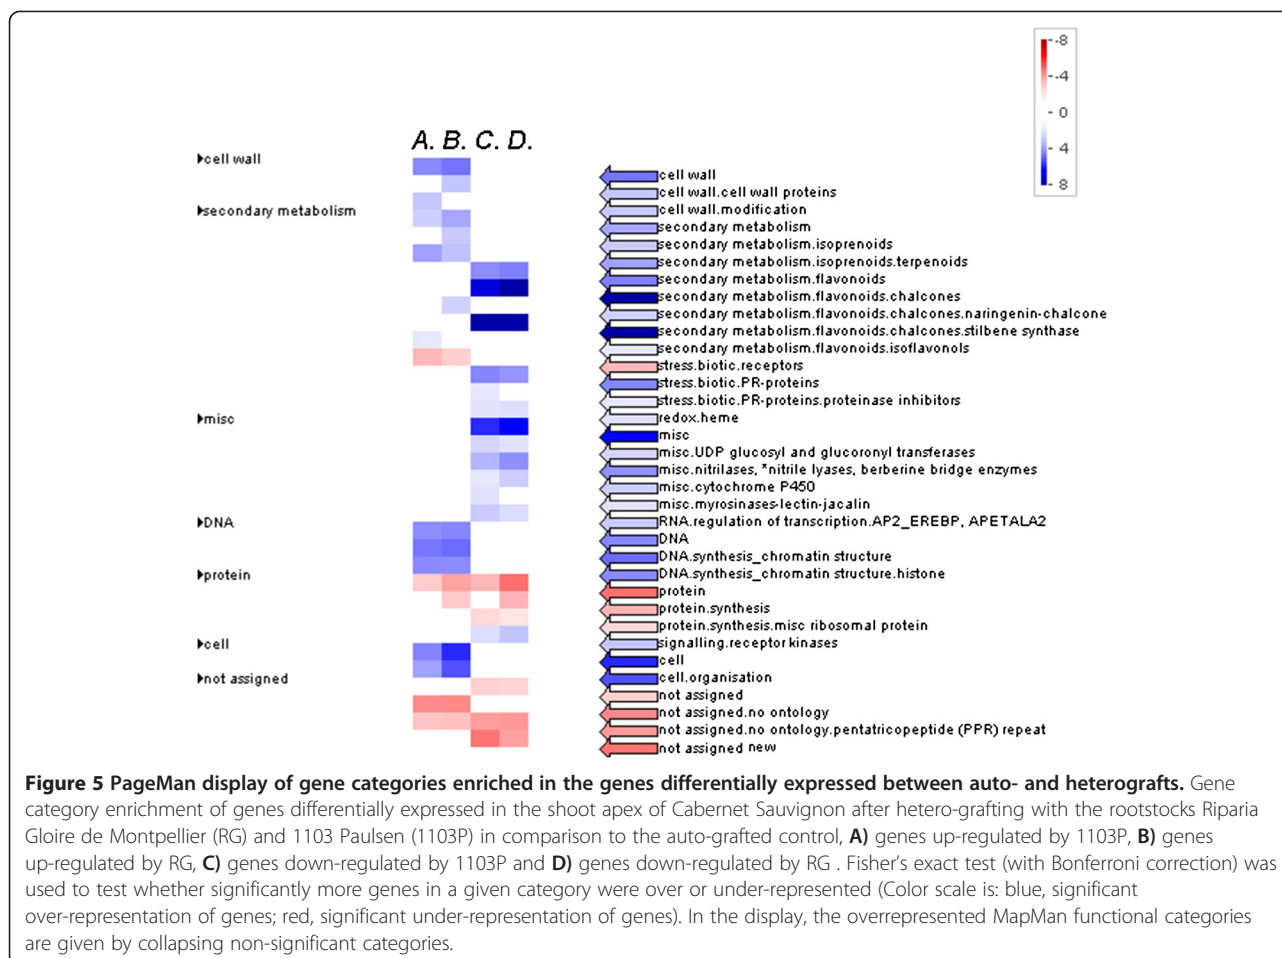 -8
-4
0
4
8
A. B. C. D.
cell wall
secondary metabolism
misc
DNA
protein
cell
not assigned
cell wall
cell wall.cell wall proteins
cell wall.modification
secondary metabolism
secondary metabolism.isoprenoids
secondary metabolism.isoprenoids.terpenoids
secondary metabolism.flavonoids
secondary metabolism.flavonoids.chalcones
secondary metabolism.flavonoids.chalcones.naringenin-chalcone
secondary metabolism.flavonoids.chalcones.stilbene synthase
secondary metabolism.flavonoids.isoflavonols
stress.biotic.receptors
stress.biotic.PR-proteins
stress.biotic.PR-proteins.proteinase inhibitors
redox.heme
misc
misc.UDP glucosyl and glucoronyl transferases
misc.nitrilases, *nitrile lyases, berberine bridge enzymes
misc.cytochrome P450
misc.myrosinases-lectin-jacalin
RNA.regulation of transcription.AP2_EREBP, APETALA2
DNA
DNA.synthesis_chromatin structure
DNA.synthesis_chromatin structure.histone
protein
protein.synthesis
protein.synthesis.misc ribosomal protein
signalling.receptor kinases
cell
cell.organisation
not assigned
not assigned.no ontology
not assigned.no ontology.pentatricopeptide (PPR) repeat
not assigned new
Figure 5 PageMan display of gene categories enriched in the genes differentially expressed between auto- and heterografts. Gene
category enrichment of genes differentially expressed in the shoot apex of Cabernet Sauvignon after hetero-grafting with the rootstocks Riparia
Gloire de Montpellier (RG) and 1103 Paulsen (1103P) in comparison to the auto-grafted control, A) genes up-regulated by 1103P, B) genes
up-regulated by RG, C) genes down-regulated by 1103P and D) genes down-regulated by RG . Fisher's exact test (with Bonferroni correction) was
used to test whether significantly more genes in a given category were over or under-represented (Color scale is: blue, significant
over-representation of genes; red, significant under-representation of genes). In the display, the overrepresented MapMan functional categories
are given by collapsing non-significant categories.